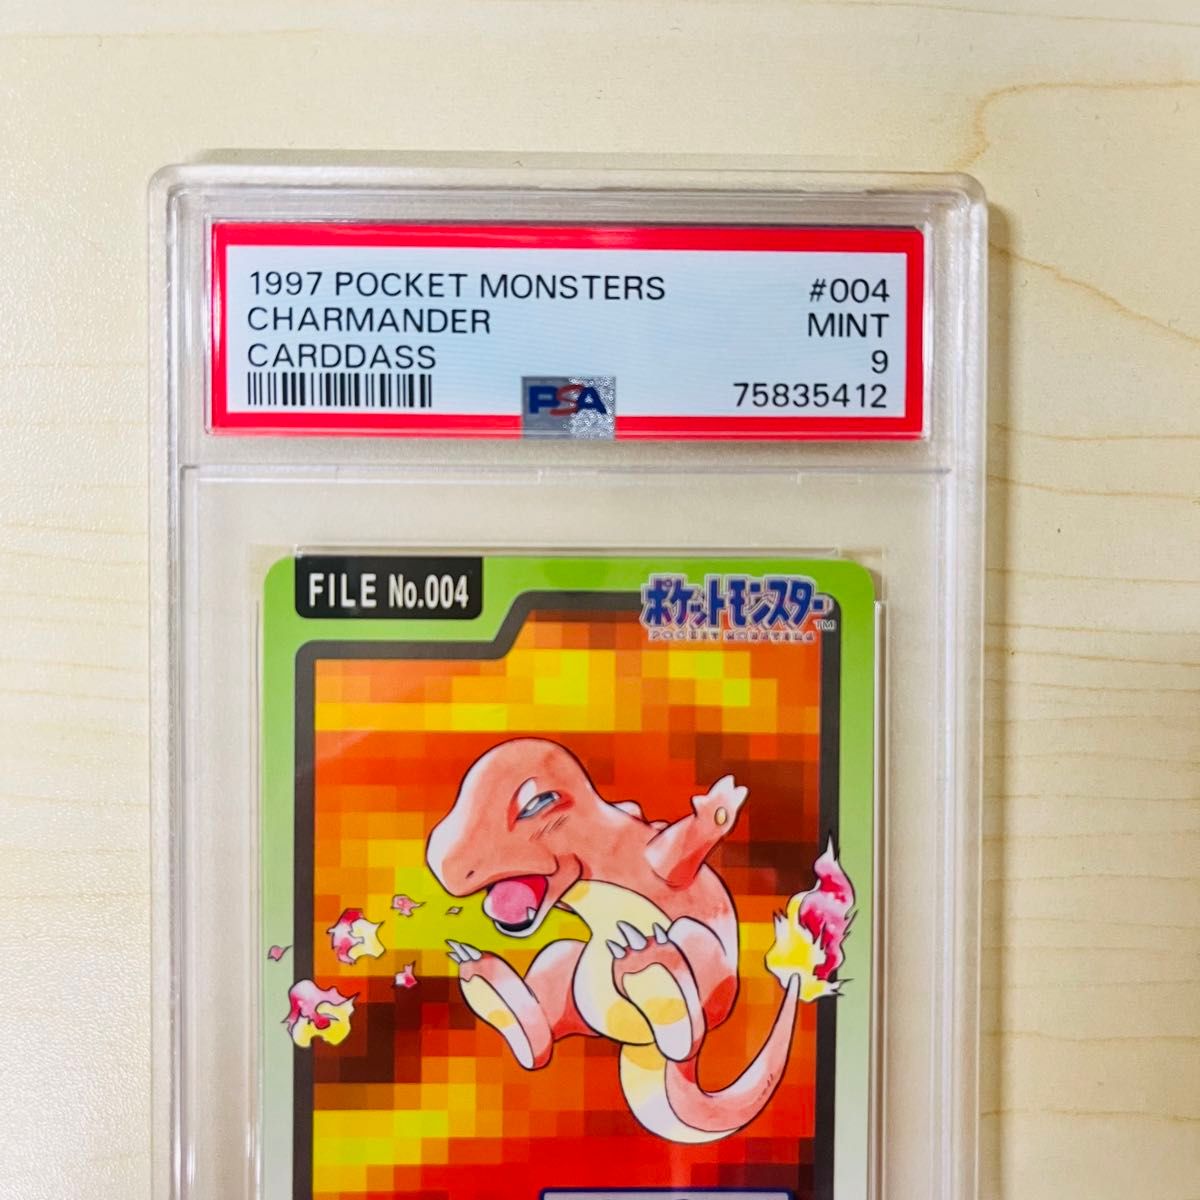 1997 POCKET MONSTERS #004
CHARMANDER MINT
CARDDASS 9
PSA 75835412
FILE No.004
ポケットモンスター TM
POCKET MONSTERS